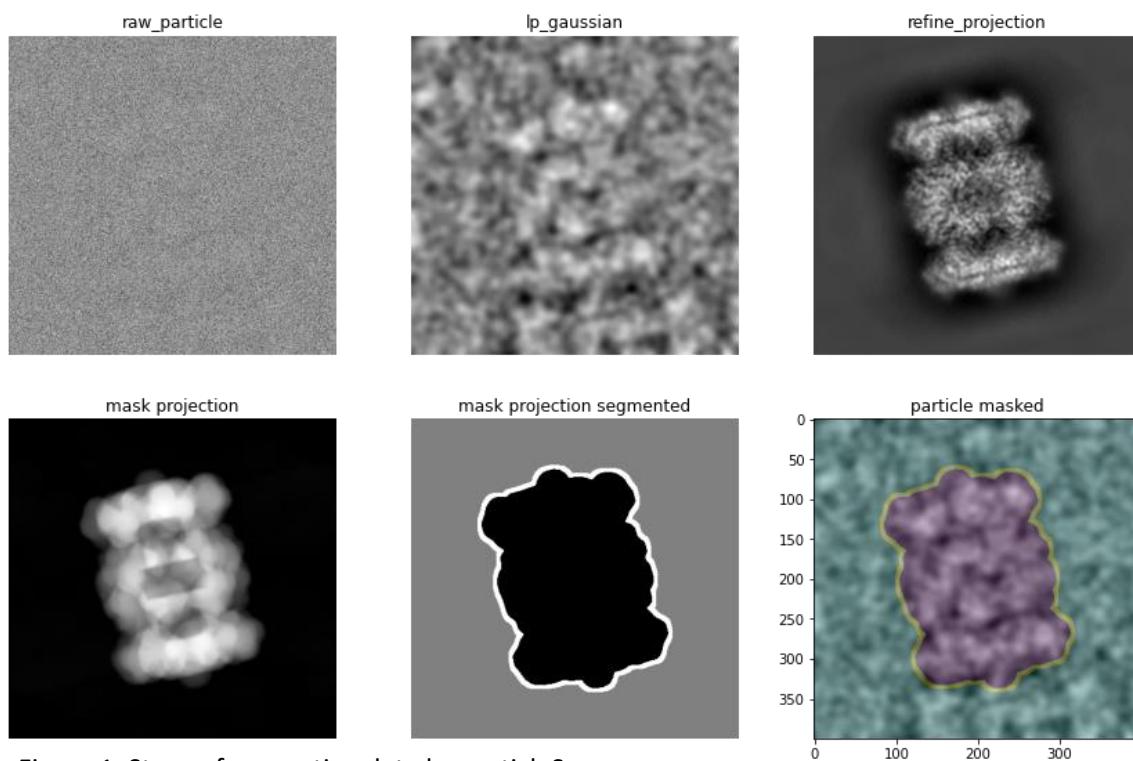 raw_particle
lp_gaussian
refine_projection
mask projection
mask projection segmented
particle masked
0
50
100
150
200
250
300
350
0
100
200
300